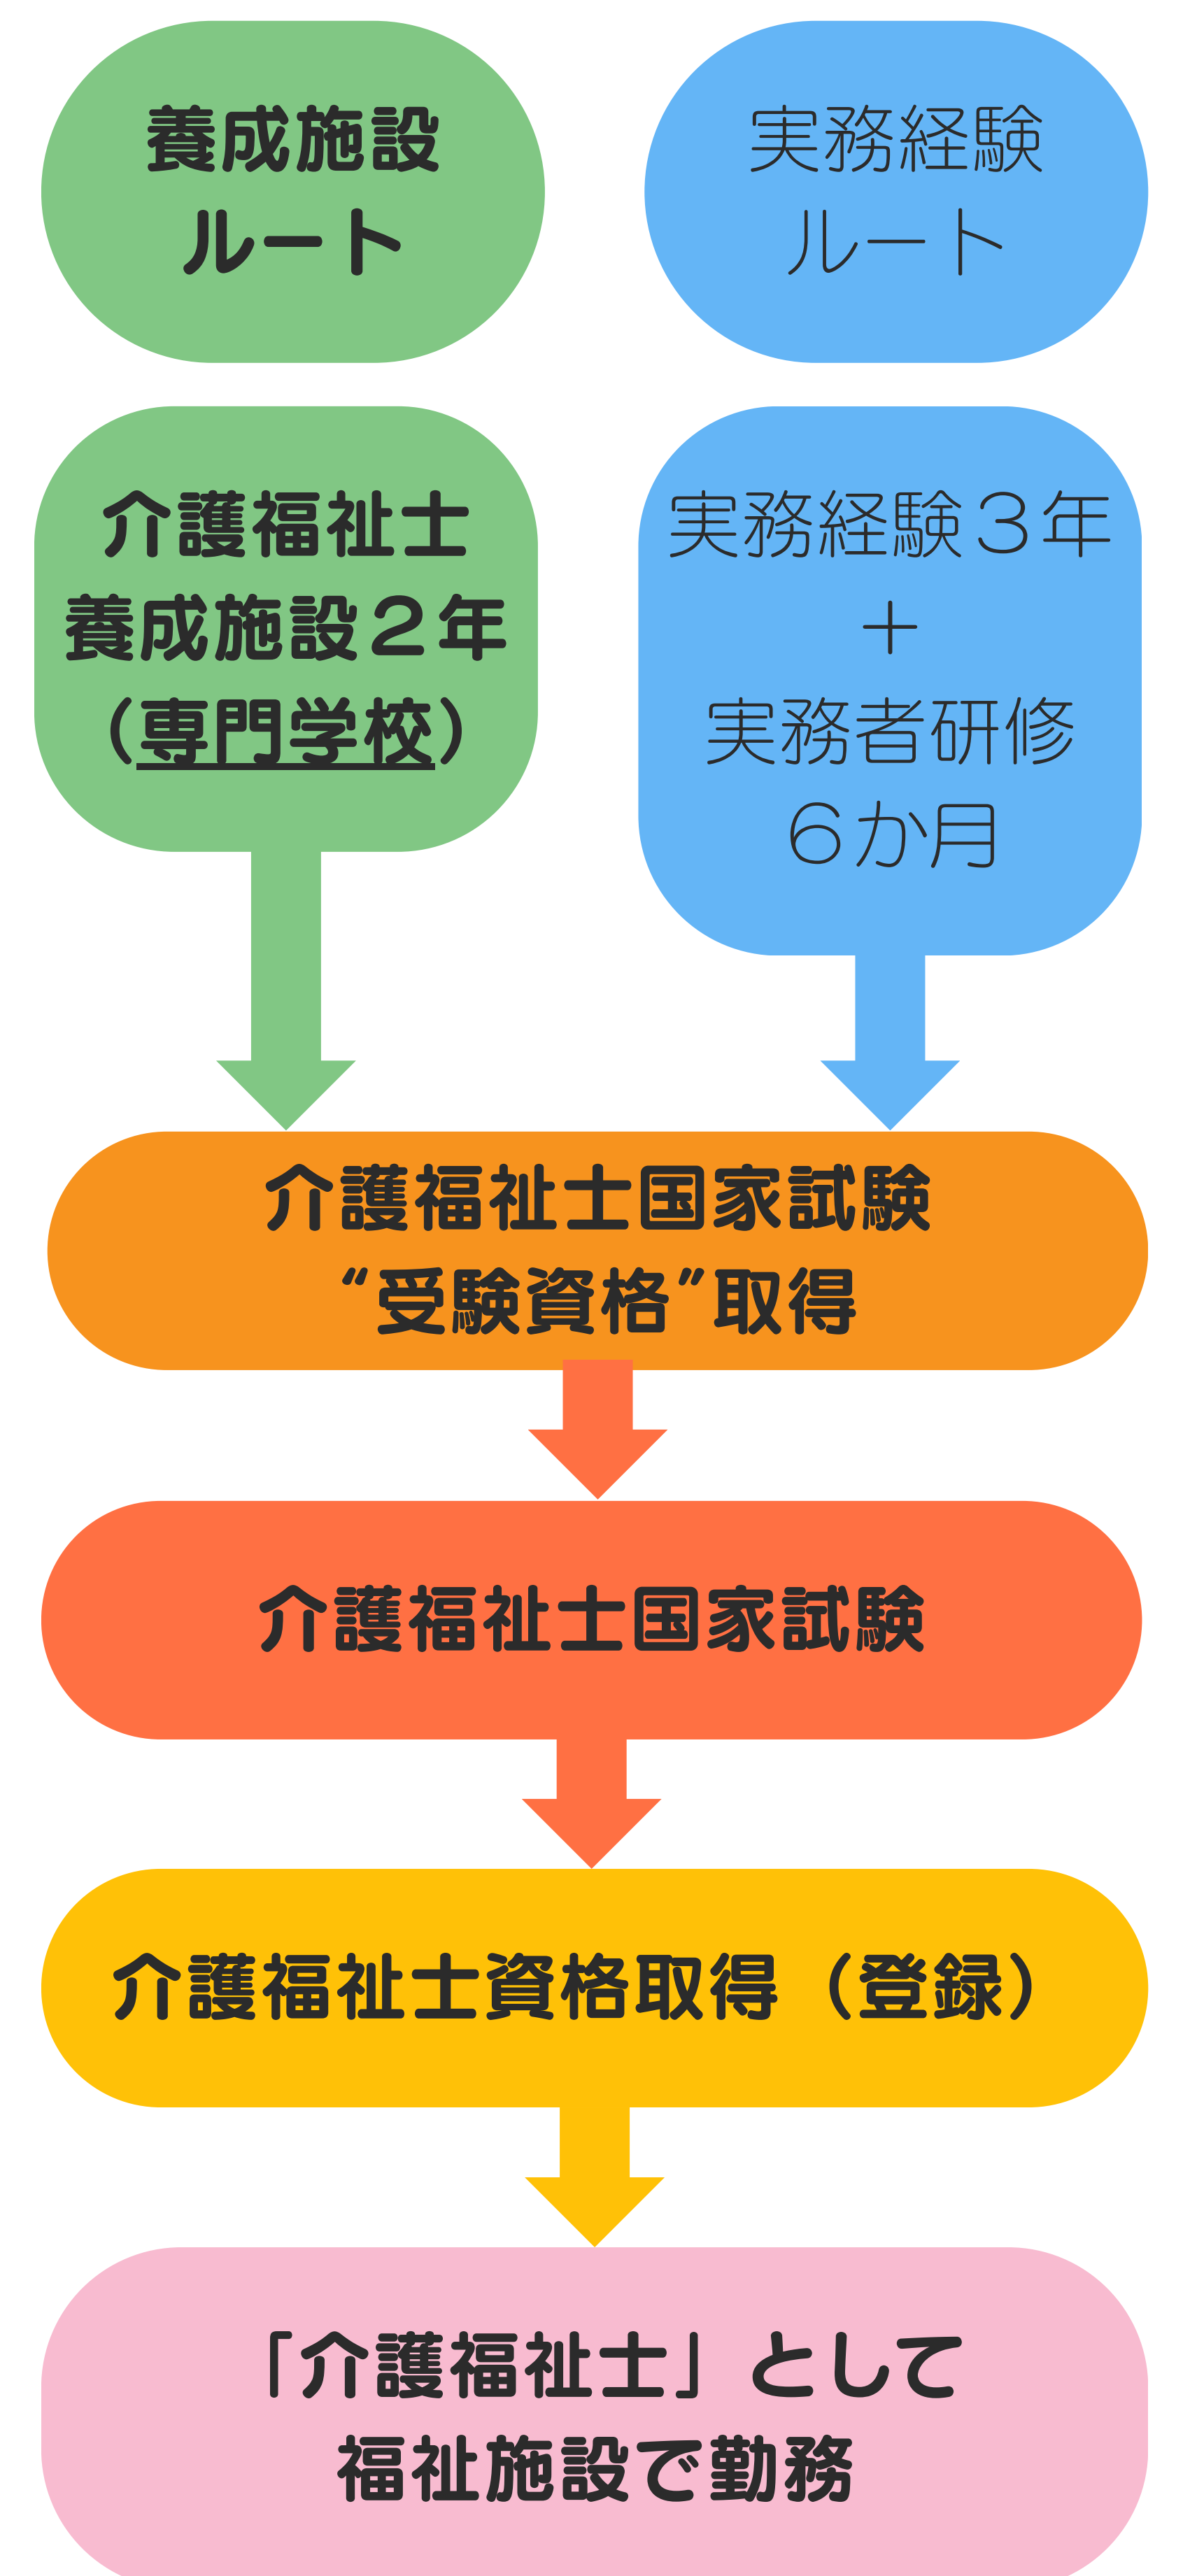 養成施設
ルート
実務経験
ルート
介護福祉士
養成施設２年
（専門学校）
実務経験３年
＋
実務者研修
６か月
介護福祉士国家試験
“受験資格”取得
介護福祉士国家試験
介護福祉士資格取得（登録）
「介護福祉士」として
福祉施設で勤務